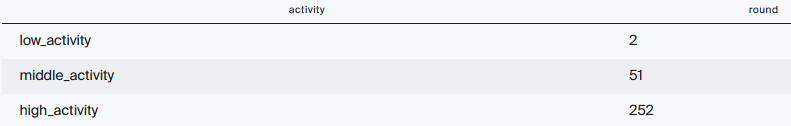 activity round
low_activity 2
middle_activity 51
high_activity 252